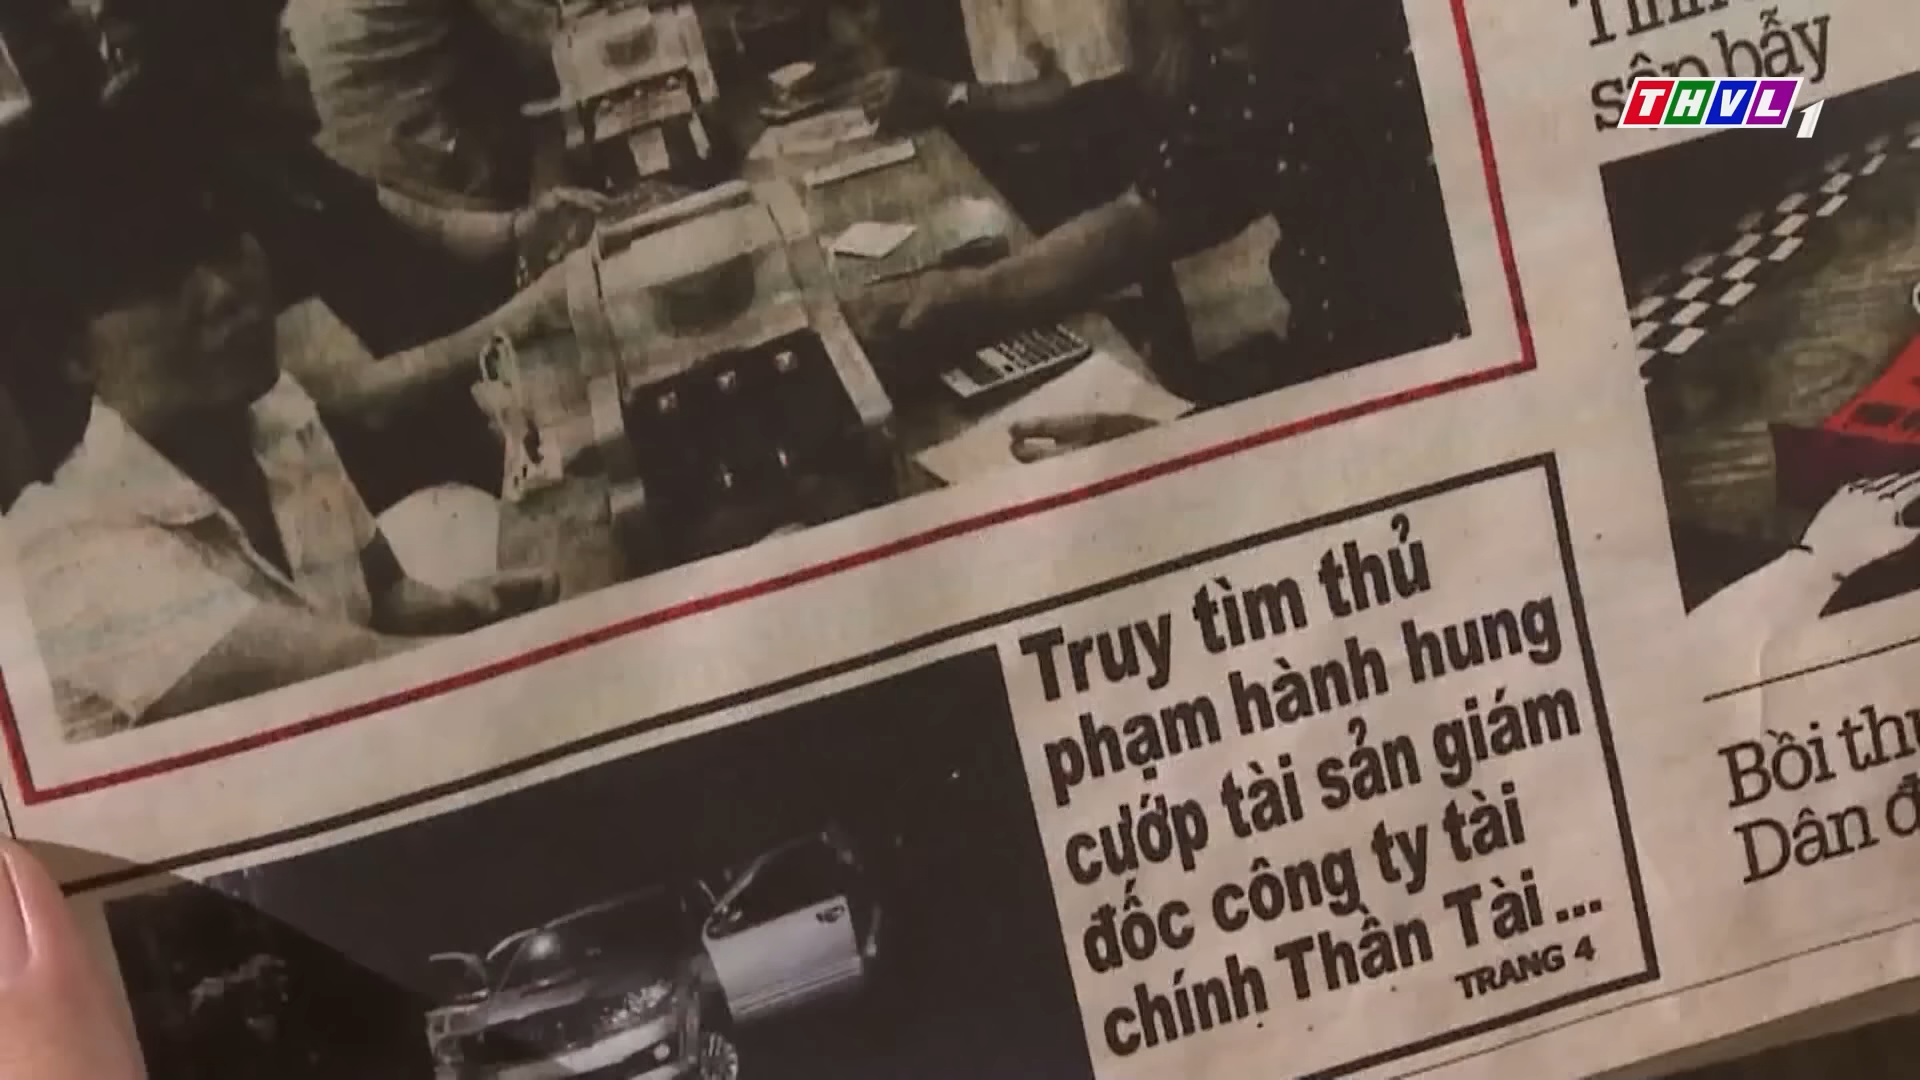 sập bẫy
THVL1
Truy tìm thủ
phạm hành hung
cướp tài sản giám
đốc công ty tài
chính Thần Tài...
TRANG 4
Bồi
Dân